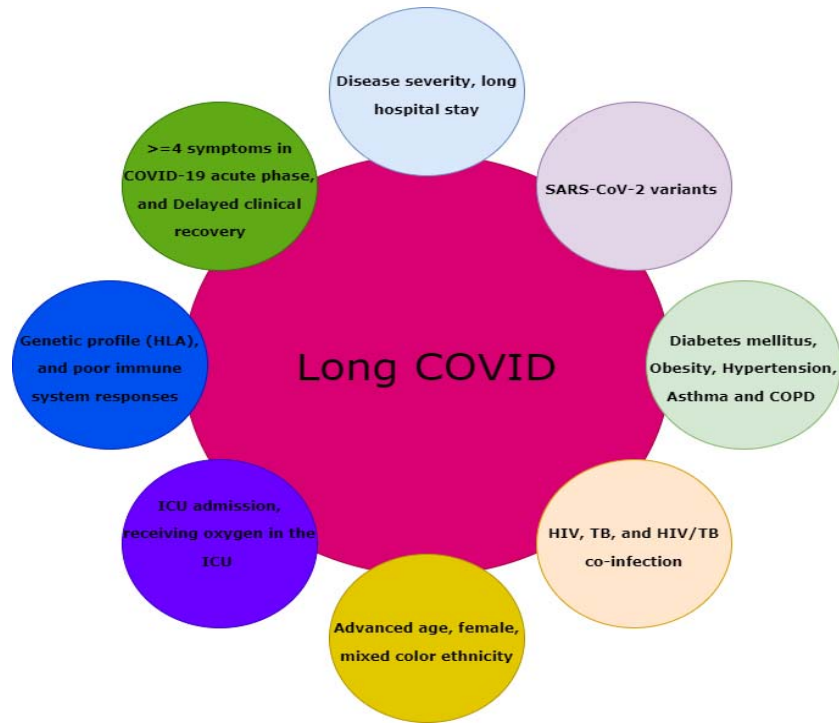 Disease severity, long
hospital stay
>=4 symptoms in
COVID-19 acute phase,
and Delayed clinical
recovery
SARS-CoV-2 variants
Genetic profile (HLA),
and poor immune
system responses
Long COVID
Diabetes mellitus,
Obesity, Hypertension,
Asthma and COPD
ICU admission,
receiving oxygen in the
ICU
HIV, TB, and HIV/TB
co-infection
Advanced age, female,
mixed color ethnicity